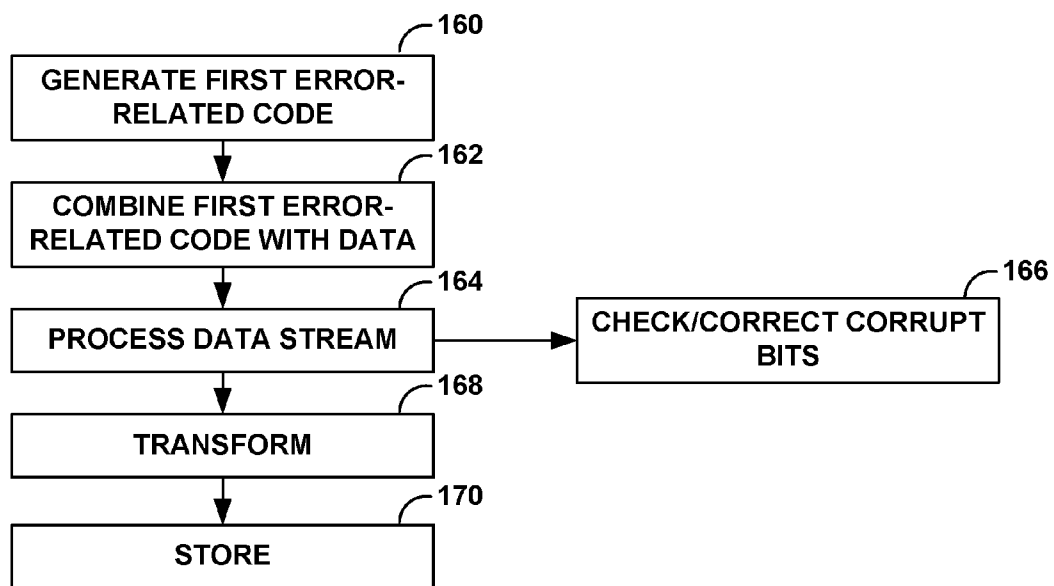 160
GENERATE FIRST ERROR-
RELATED CODE
162
COMBINE FIRST ERROR-
RELATED CODE WITH DATA
164
PROCESS DATA STREAM
166
CHECK/CORRECT CORRUPT
BITS
168
TRANSFORM
170
STORE